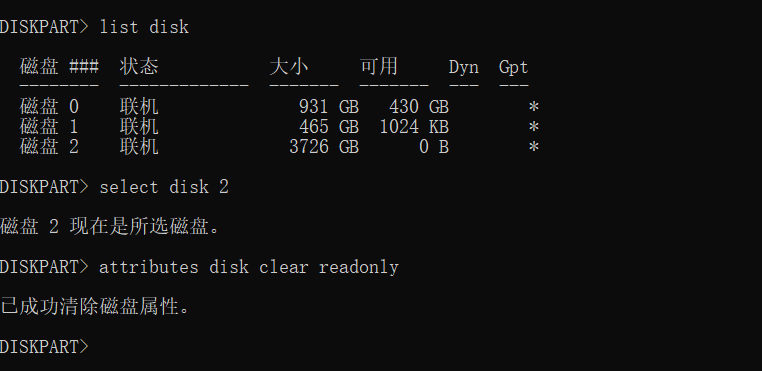 DISKPART> list disk
磁盘 ###  状态           大小     可用     Dyn  Gpt
--------  -------------  -------  -------  ---  ---
磁盘 0    联机              931 GB   430 GB        *
磁盘 1    联机              465 GB  1024 KB        *
磁盘 2    联机             3726 GB      0 B        *
DISKPART> select disk 2
磁盘 2 现在是所选磁盘。
DISKPART> attributes disk clear readonly
已成功清除磁盘属性。
DISKPART>